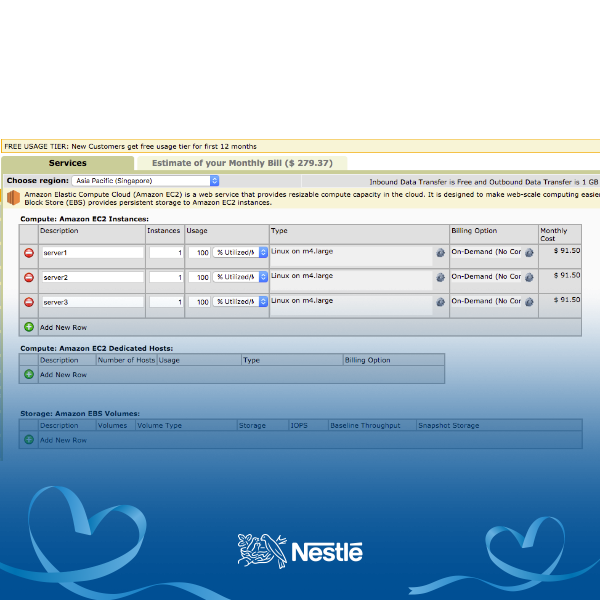 FREE USAGE TIER: New Customers get free usage tier for first 12 months
Services
Estimate of your Monthly Bill ($ 279.37)
Choose region: Asia Pacific (Singapore)
Inbound Data Transfer is Free and Outbound Data Transfer is 1 GB
Amazon Elastic Compute Cloud (Amazon EC2) is a web service that provides resizable compute capacity in the cloud. It is designed to make web-scale computing easier
Block Store (EBS) provides persistent storage to Amazon EC2 instances.
Compute: Amazon EC2 Instances:
Description Instances Usage Type Billing Option Monthly Cost
server1 1 100 % Utilized/M Linux on m4.large On-Demand (No Cor $ 91.50
server2 1 100 % Utilized/M Linux on m4.large On-Demand (No Cor $ 91.50
server3 1 100 % Utilized/M Linux on m4.large On-Demand (No Cor $ 91.50
Add New Row
Compute: Amazon EC2 Dedicated Hosts:
Description Number of Hosts Usage Type Billing Option
Add New Row
Storage: Amazon EBS Volumes:
Description Volumes Volume Type Storage IOPS Baseline Throughput Snapshot Storage
Add New Row
Nestlé